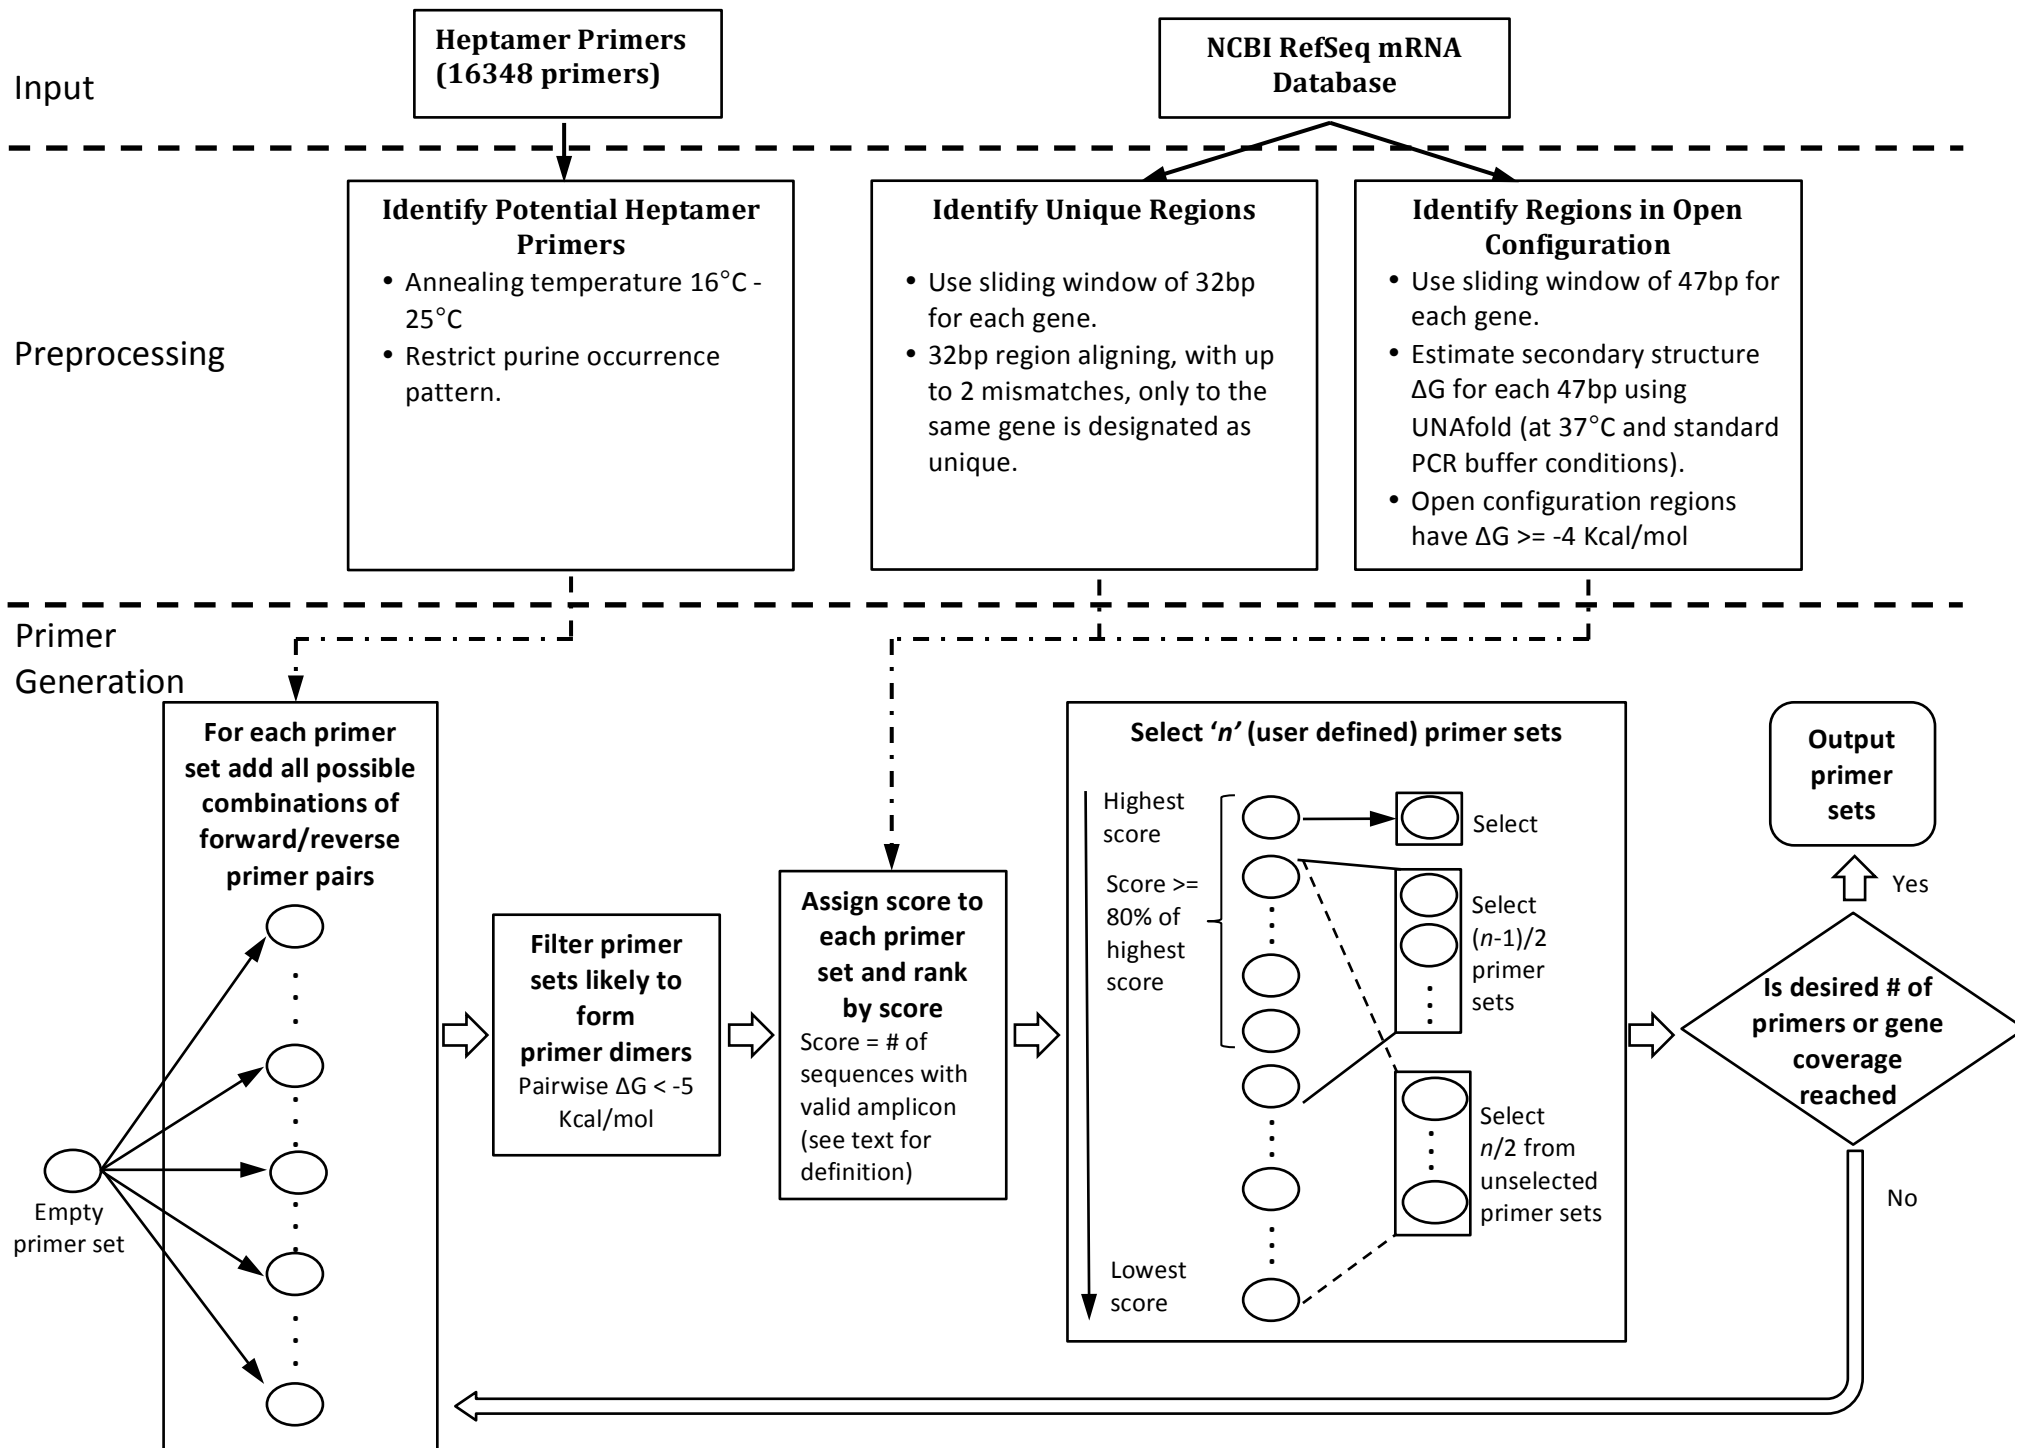 Input
Heptamer Primers
(16348 primers)
NCBI RefSeq mRNA
Database
Preprocessing
Identify Potential Heptamer
Primers
• Annealing temperature 16°C -
25°C
• Restrict purine occurrence
pattern.
Identify Unique Regions
• Use sliding window of 32bp
for each gene.
• 32bp region aligning, with up
to 2 mismatches, only to the
same gene is designated as
unique.
Identify Regions in Open
Configuration
• Use sliding window of 47bp for
each gene.
• Estimate secondary structure
ΔG for each 47bp using
UNAfold (at 37°C and standard
PCR buffer conditions).
• Open configuration regions
have ΔG >= -4 Kcal/mol
Primer
Generation
For each primer
set add all possible
combinations of
forward/reverse
primer pairs
Empty
primer set
Filter primer
sets likely to
form
primer dimers
Pairwise ΔG < -5
Kcal/mol
Assign score to
each primer
set and rank
by score
Score = # of
sequences with
valid amplicon
(see text for
definition)
Select ‘n’ (user defined) primer sets
Highest
score
Score >=
80% of
highest
score
Lowest
score
Select
Select
(n-1)/2
primer
sets
Select
n/2 from
unselected
primer sets
Output
primer
sets
Yes
Is desired # of
primers or gene
coverage
reached
No